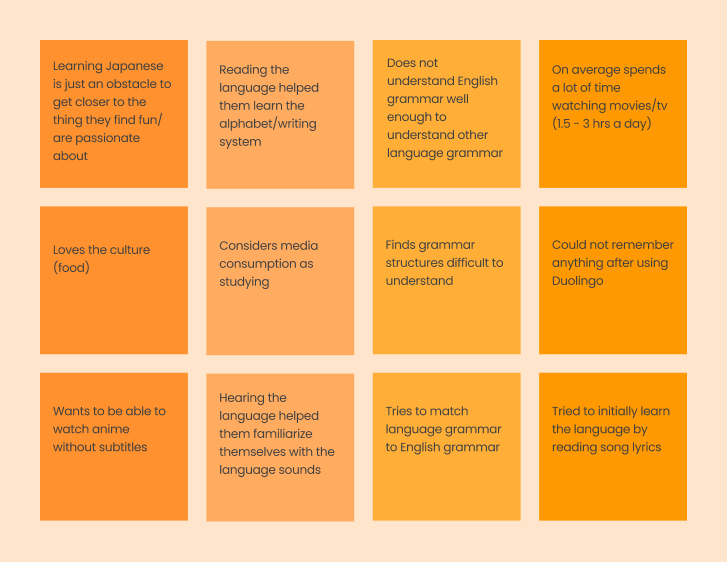 Learning Japanese
is just an obstacle to
get closer to the
thing they find fun/
are passionate
about
Reading the
language helped
them learn the
alphabet/writing
system
Does not
understand English
grammar well
enough to
understand other
language grammar
On average spends
a lot of time
watching movies/tv
(1.5 - 3 hrs a day)
Loves the culture
(food)
Considers media
consumption as
studying
Finds grammar
structures difficult to
understand
Could not remember
anything after using
Duolingo
Wants to be able to
watch anime
without subtitles
Hearing the
language helped
them familiarize
themselves with the
language sounds
Tries to match
language grammar
to English grammar
Tried to initially learn
the language by
reading song lyrics